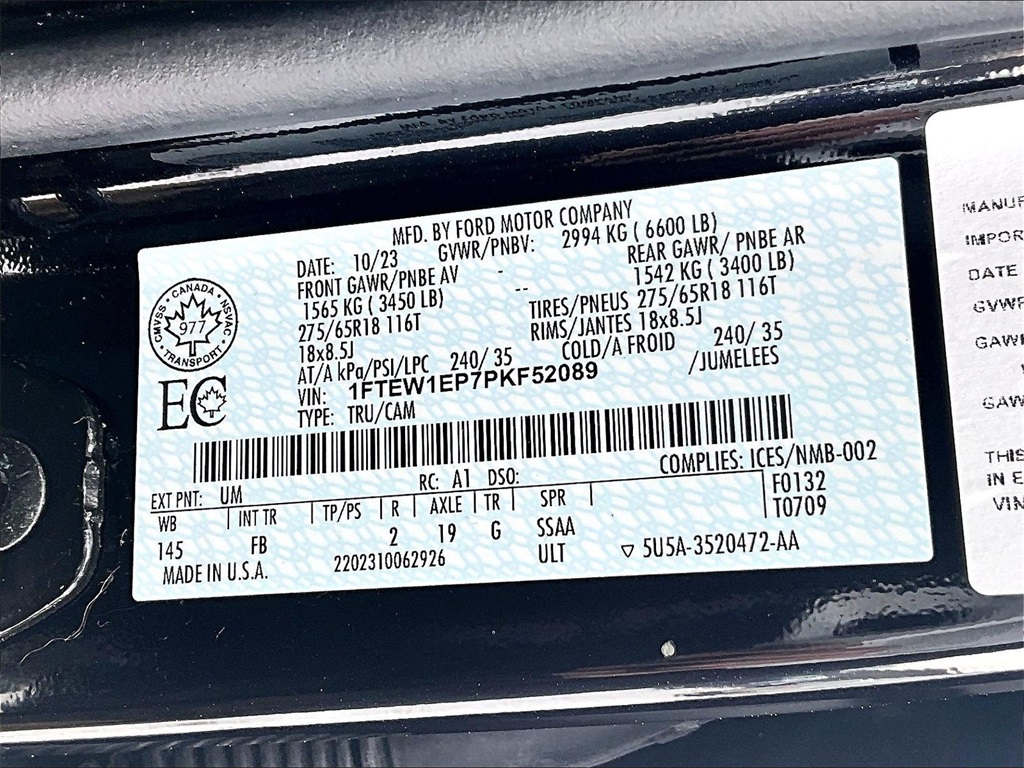 MFD. BY FORD MOTOR COMPANY
DATE: 10/23 GVWR/PNBV: 2994 KG ( 6600 LB)
FRONT GAWR/PNBE AV - REAR GAWR/ PNBE AR
1565 KG ( 3450 LB) -- 1542 KG ( 3400 LB)
275/65R18 116T TIRES/PNEUS 275/65R18 116T
18x8.5J RIMS/JANTES 18x8.5J
AT/A kPa/PSI/LPC 240/ 35 COLD/A FROID 240/ 35
VIN: 1FTEW1EP7PKF52089 /JUMELEES
TYPE: TRU/CAM
CMVSS • CANADA • NSVAC
977
• TRANSPORT •
EC
COMPLIES: ICES/NMB-002
EXT PNT: UM RC: A1 DSO:
WB INT TR TP/PS R AXLE TR SPR F0132
T0709
145 FB 2 19 G SSAA
MADE IN U.S.A. 2202310062926 ULT ▽ 5U5A-3520472-AA
MANUF
IMPOR
DATE
GVWR
GAWR
GAWR
THIS
IN E
VIN